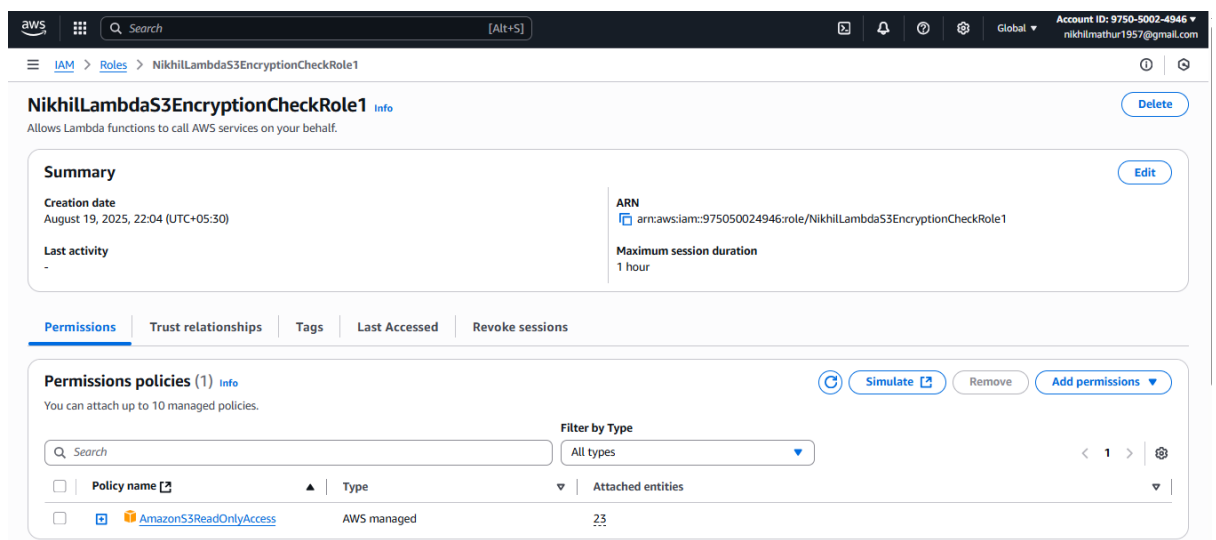 aws Search [Alt+S] Global Account ID: 9750-5002-4946
nikhilmathur1957@gmail.com
IAM > Roles > NikhilLambdaS3EncryptionCheckRole1
NikhilLambdaS3EncryptionCheckRole1 Info Delete
Allows Lambda functions to call AWS services on your behalf.
Summary Edit
Creation date ARN
August 19, 2025, 22:04 (UTC+05:30) arn:aws:iam::975050024946:role/NikhilLambdaS3EncryptionCheckRole1
Last activity Maximum session duration
- 1 hour
Permissions Trust relationships Tags Last Accessed Revoke sessions
Permissions policies (1) Info Simulate Remove Add permissions
You can attach up to 10 managed policies.
Filter by Type
Search All types < 1 >
Policy name Type Attached entities
AmazonS3ReadOnlyAccess AWS managed 23